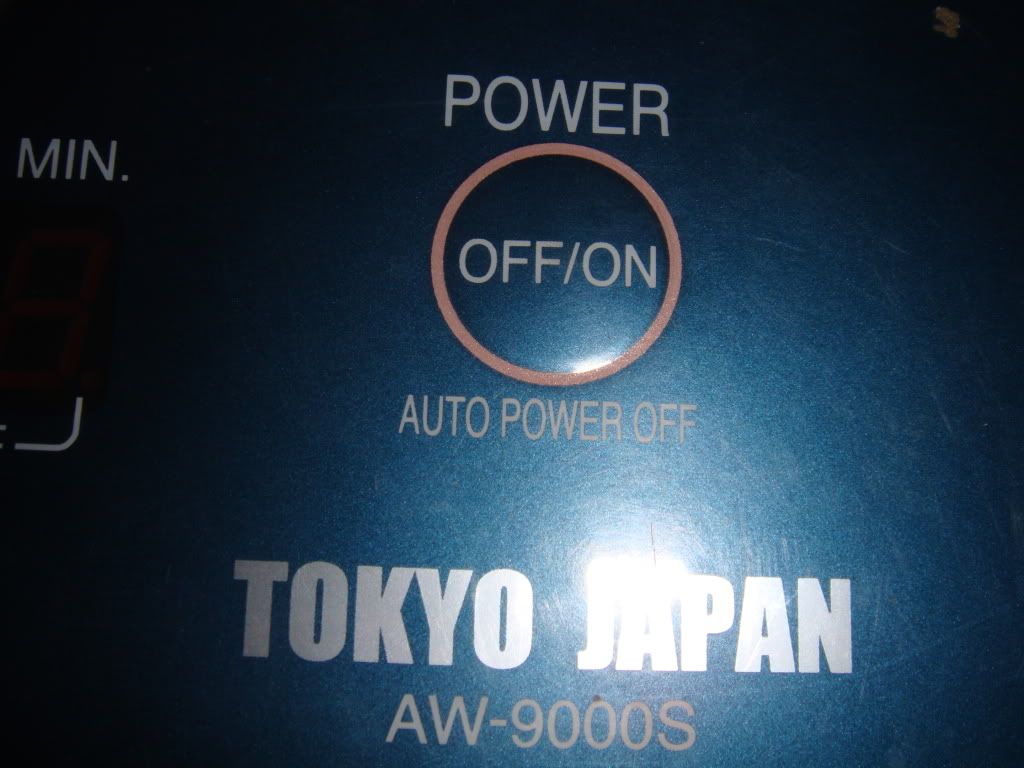 POWER
MIN.
OFF/ON
AUTO POWER OFF
TOKYO JAPAN
AW-9000S